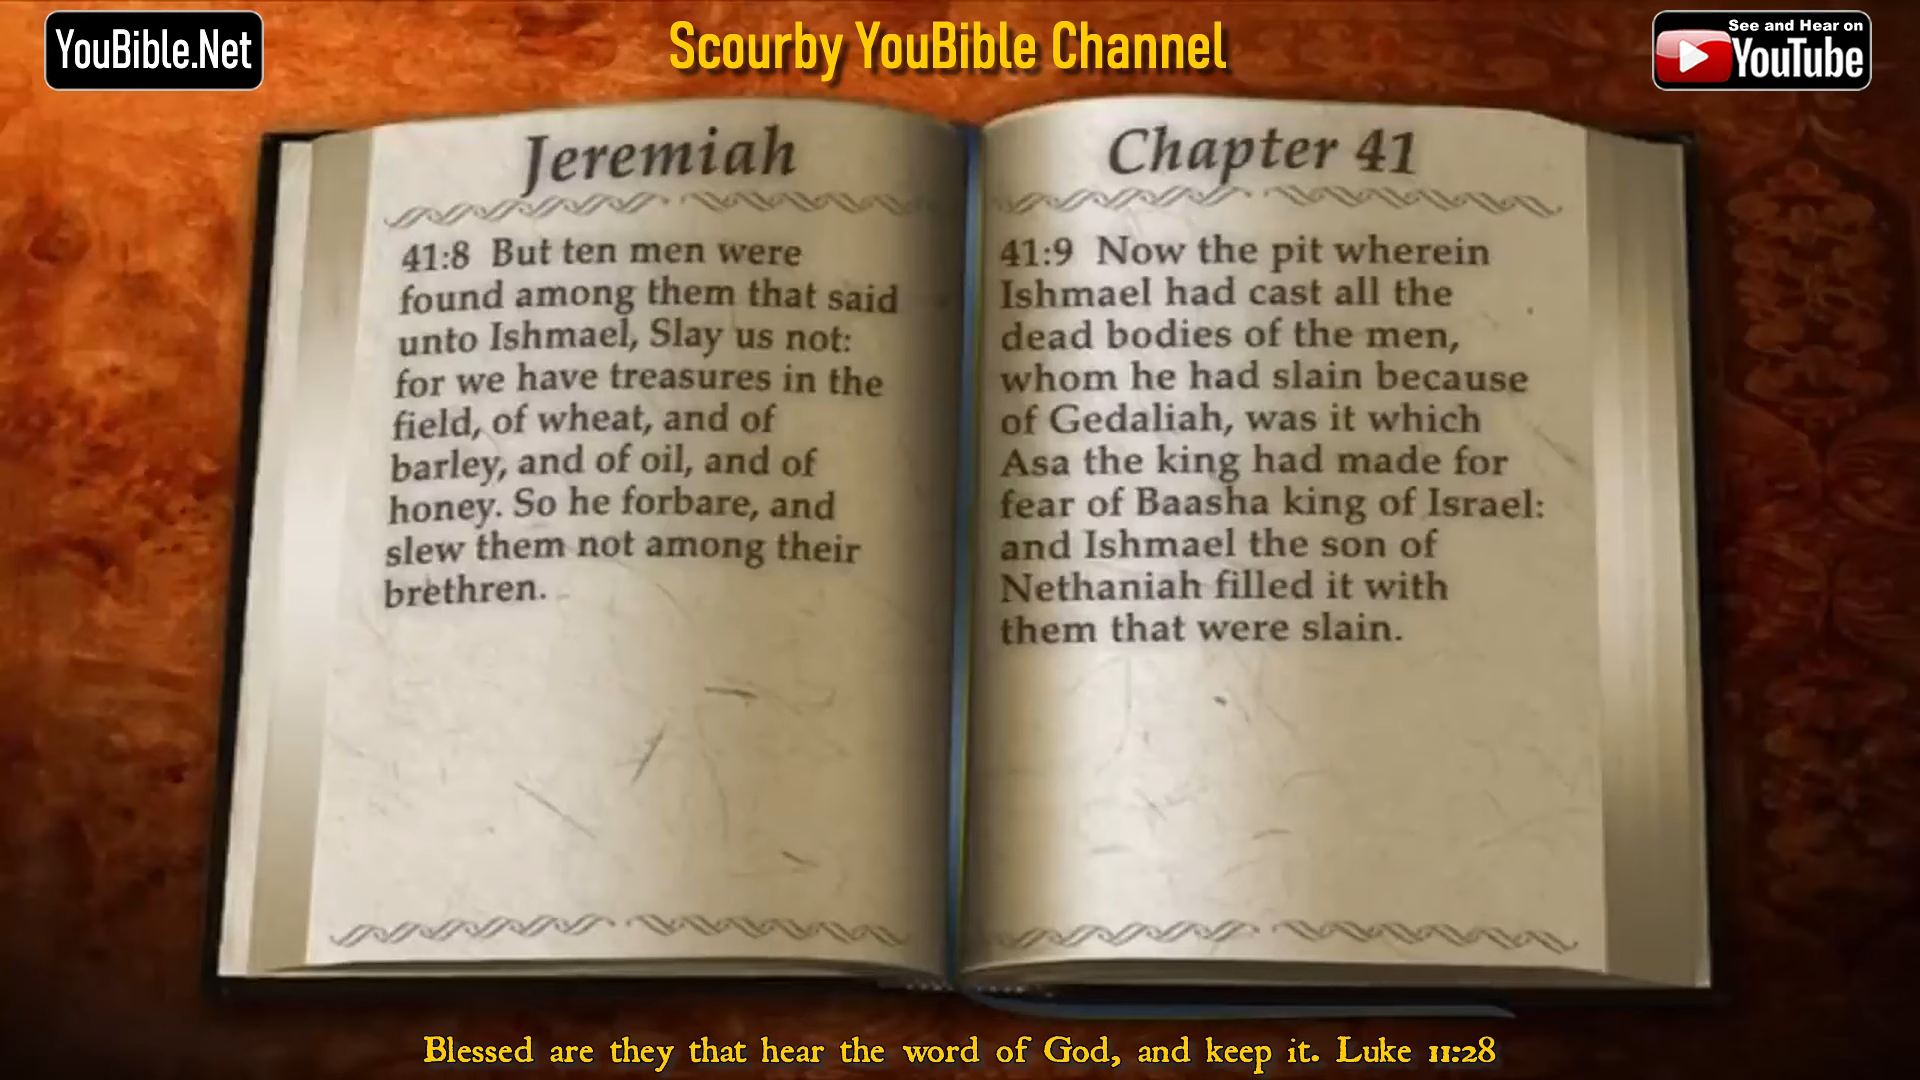 YouBible.Net
Scourby YouBible Channel
See and Hear on
YouTube
Jeremiah
41:8 But ten men were
found among them that said
unto Ishmael, Slay us not:
for we have treasures in the
field, of wheat, and of
barley, and of oil, and of
honey. So he forbare, and
slew them not among their
brethren.
Chapter 41
41:9 Now the pit wherein
Ishmael had cast all the
dead bodies of the men,
whom he had slain because
of Gedaliah, was it which
Asa the king had made for
fear of Baasha king of Israel:
and Ishmael the son of
Nethaniah filled it with
them that were slain.
Blessed are they that hear the word of God, and keep it. Luke 11:28